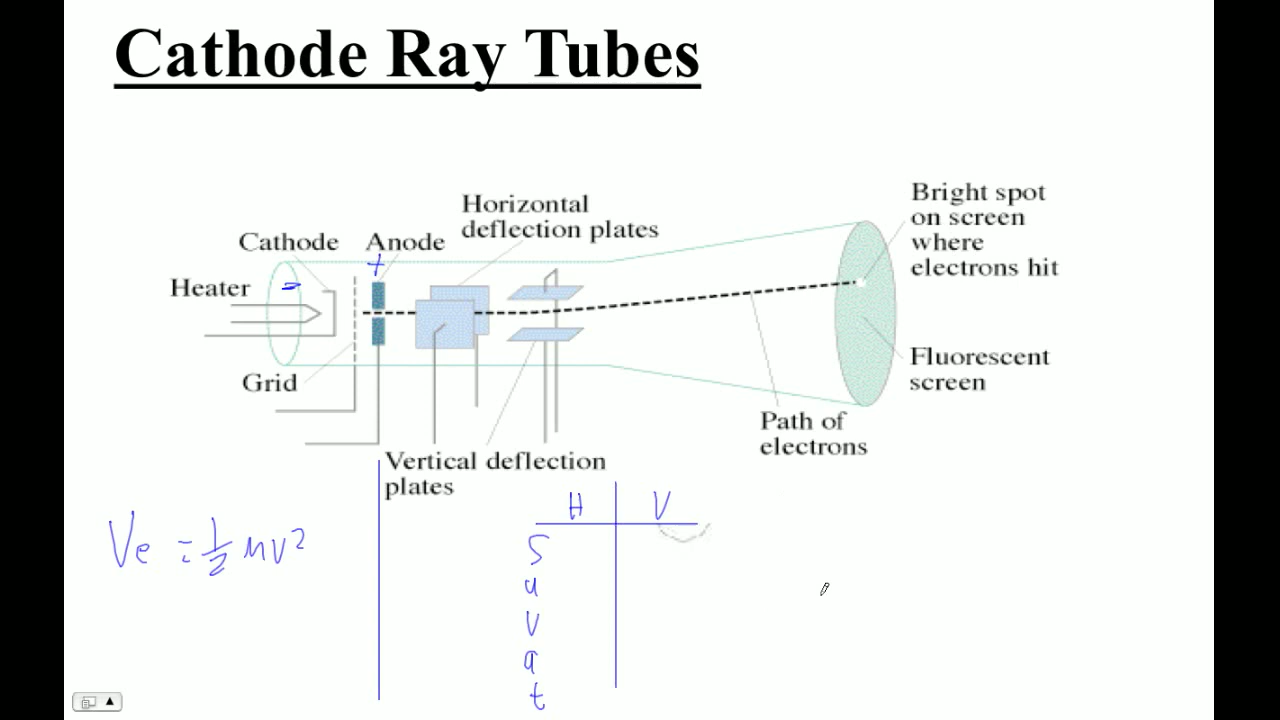 Cathode Ray Tubes
Horizontal
deflection plates
Bright spot
on screen
where
electrons hit
Cathode
Anode
+
Heater
-
Grid
Fluorescent
screen
Path of
electrons
Vertical deflection
plates
H V
Ve = 1/2 mv²
s
u
v
a
t